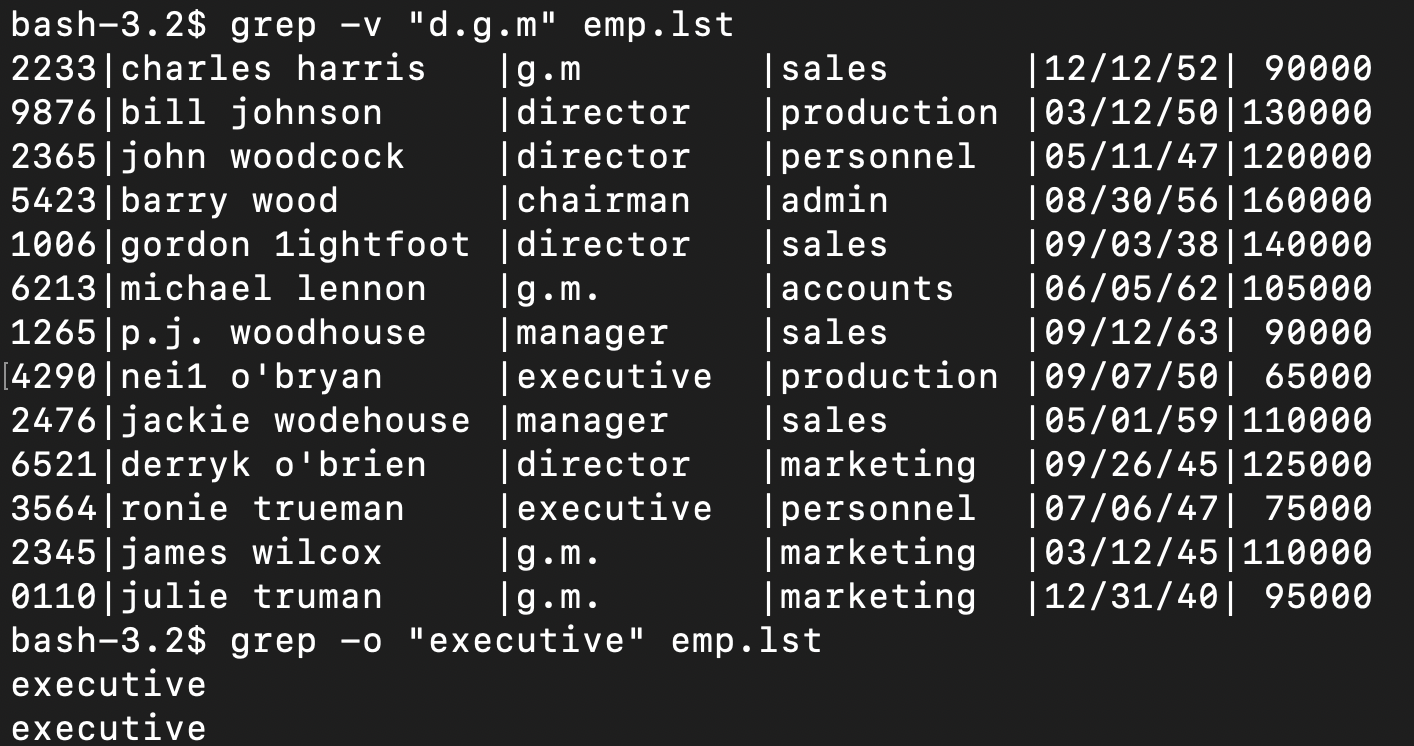 bash-3.2$ grep -v "d.g.m" emp.lst
2233|charles harris   |g.m        |sales      |12/12/52| 90000
9876|bill johnson     |director   |production |03/12/50|130000
2365|john woodcock    |director   |personnel  |05/11/47|120000
5423|barry wood       |chairman   |admin      |08/30/56|160000
1006|gordon 1ightfoot |director   |sales      |09/03/38|140000
6213|michael lennon   |g.m.       |accounts   |06/05/62|105000
1265|p.j. woodhouse   |manager    |sales      |09/12/63| 90000
[4290|nei1 o'bryan     |executive  |production |09/07/50| 65000
2476|jackie wodehouse |manager    |sales      |05/01/59|110000
6521|derryk o'brien   |director   |marketing  |09/26/45|125000
3564|ronie trueman    |executive  |personnel  |07/06/47| 75000
2345|james wilcox     |g.m.       |marketing  |03/12/45|110000
0110|julie truman     |g.m.       |marketing  |12/31/40| 95000
bash-3.2$ grep -o "executive" emp.lst
executive
executive